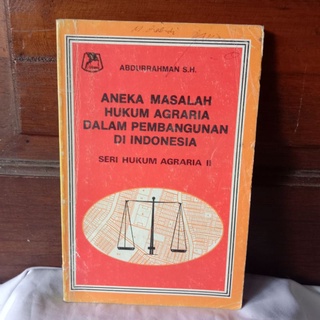 ABDURRAHMAN S.H.
ANEKA MASALAH
HUKUM AGRARIA
DALAM PEMBANGUNAN
DI INDONESIA
SERI HUKUM AGRARIA II